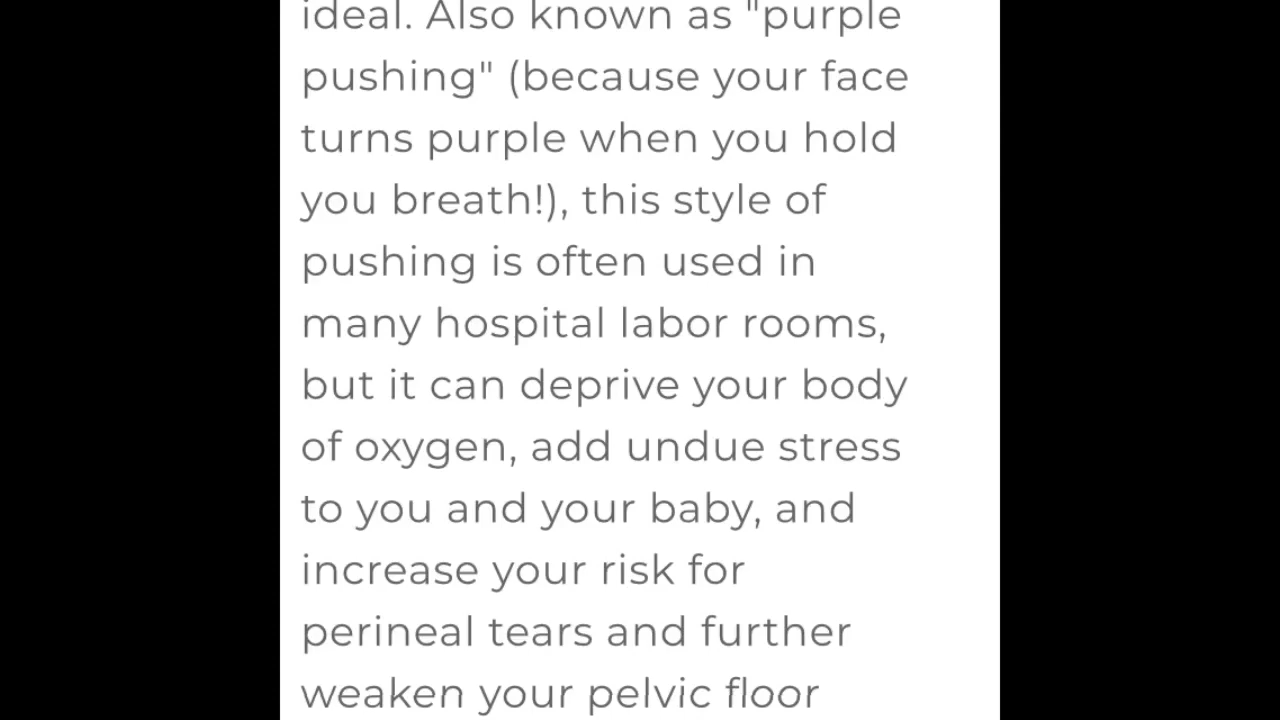 ideal. Also known as "purple
pushing" (because your face
turns purple when you hold
you breath!), this style of
pushing is often used in
many hospital labor rooms,
but it can deprive your body
of oxygen, add undue stress
to you and your baby, and
increase your risk for
perineal tears and further
weaken your pelvic floor